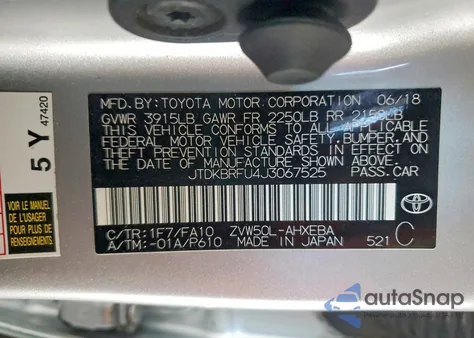 MFD. BY: TOYOTA MOTOR CORPORATION 06/18
GVWR 3915LB GAWR FR 2250LB RR 2159LB
THIS VEHICLE CONFORMS TO ALL APPLICABLE
FEDERAL MOTOR VEHICLE SAFETY, BUMPER, AND
THEFT PREVENTION STANDARDS IN EFFECT ON
THE DATE OF MANUFACTURE SHOWN ABOVE.
JTDKBRFU4J3067525 PASS. CAR
C/TR: 1F7/FA10 ZVW50L-AHXEBA
A/TM: -01A/P610 MADE IN JAPAN 521 C
TOYOTA
5 Y 47420
VOIR LE MANUEL
DE L'USAGER
POUR PLUS DE
RENSEIGNEMENTS
autoSnap